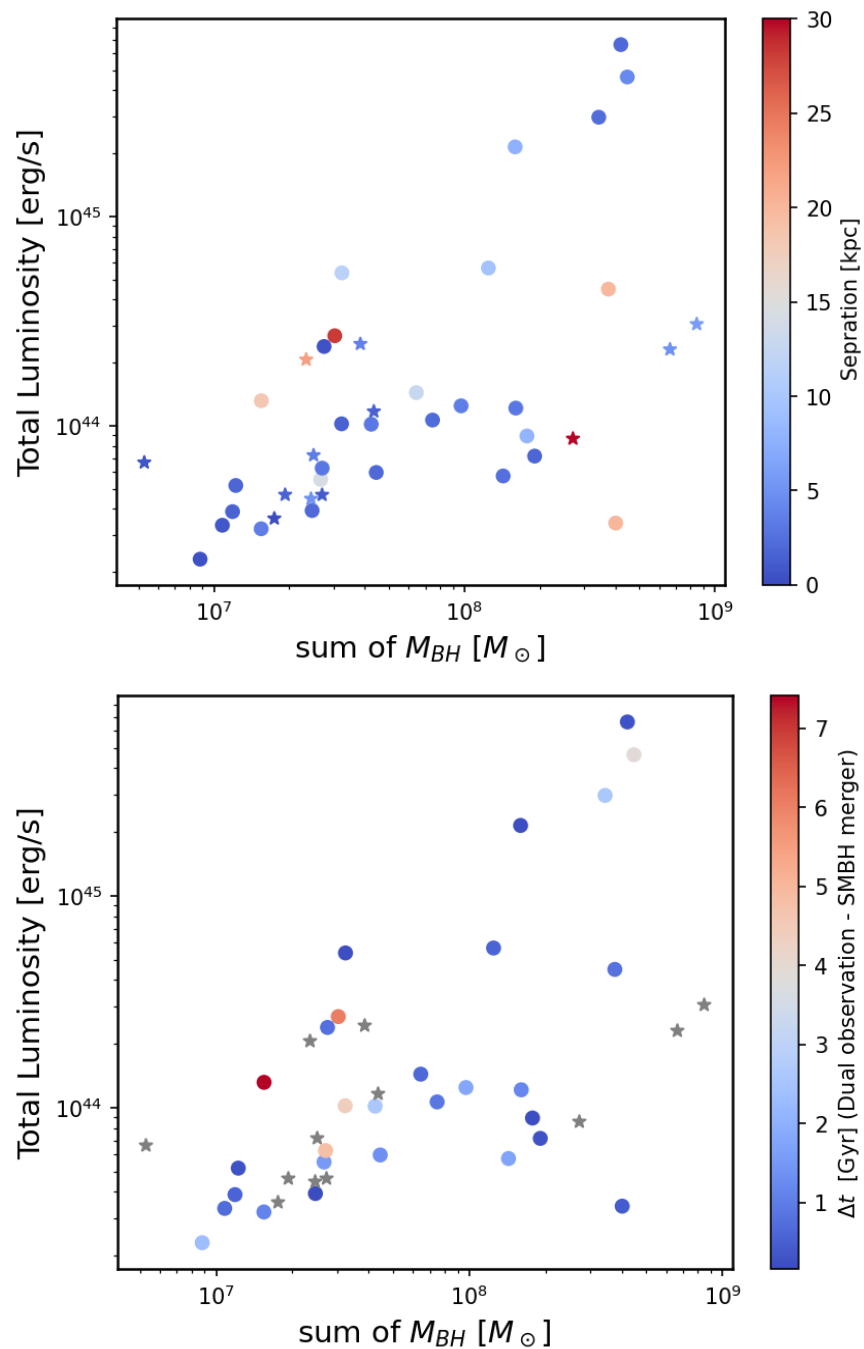 30
25
20
15
10
5
0
Sepration [kpc]
10^45
10^44
Total Luminosity [erg/s]
10^7 10^8 10^9
sum of M_BH [M_⊙]
7
6
5
4
3
2
1
Δt [Gyr] (Dual observation - SMBH merger)
10^45
10^44
Total Luminosity [erg/s]
10^7 10^8 10^9
sum of M_BH [M_⊙]